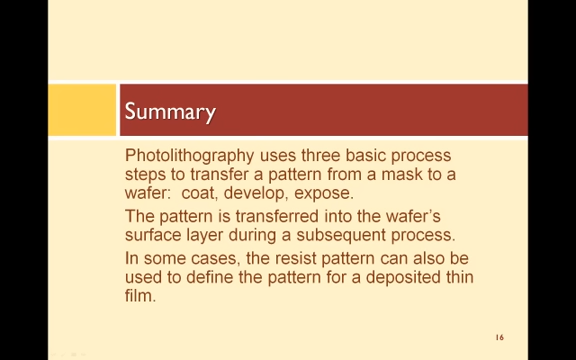 Summary
Photolithography uses three basic process
steps to transfer a pattern from a mask to a
wafer: coat, develop, expose.
The pattern is transferred into the wafer's
surface layer during a subsequent process.
In some cases, the resist pattern can also be
used to define the pattern for a deposited thin
film.
16